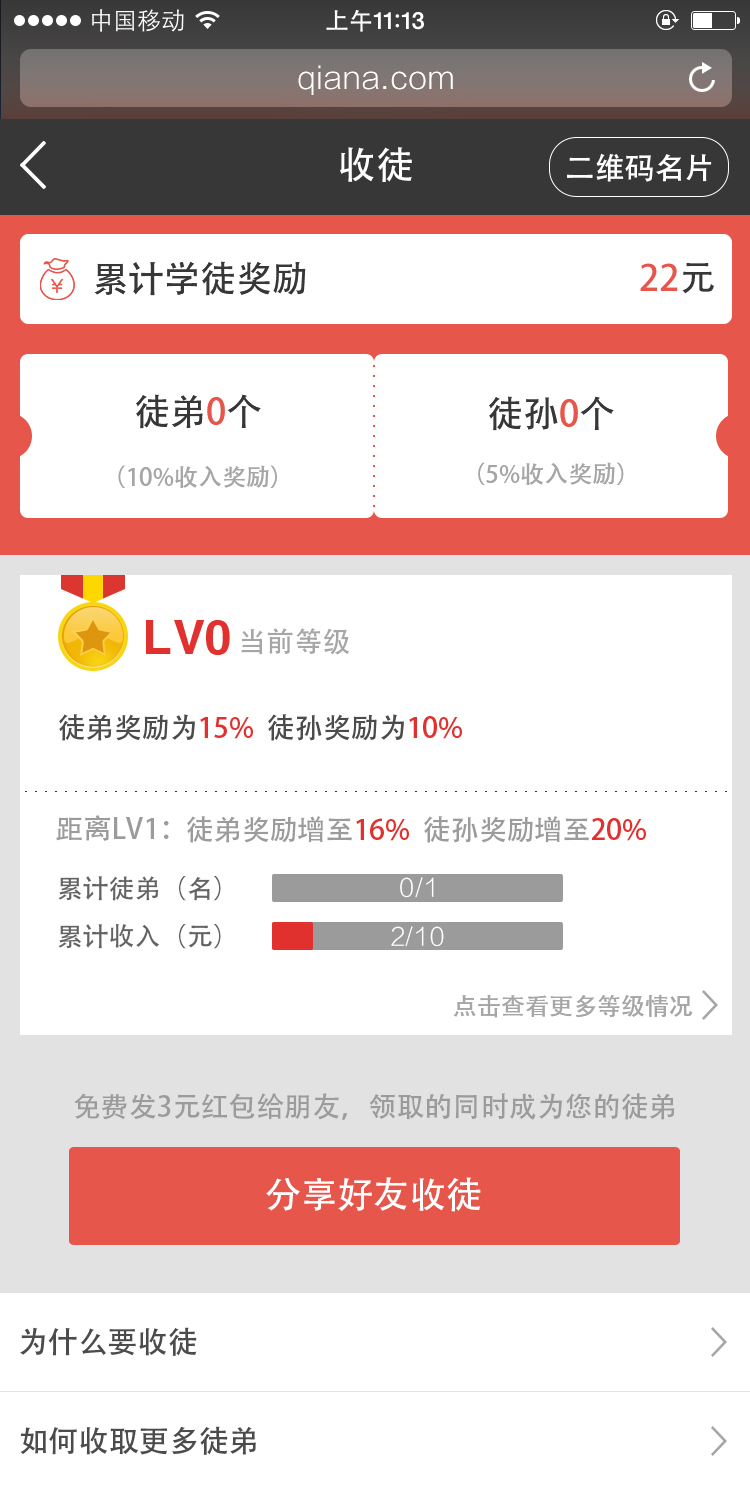 中国移动 上午11:13
qiana.com
收徒 二维码名片
¥ 累计学徒奖励 22元
徒弟0个 徒孙0个
(10%收入奖励) (5%收入奖励)
LV0 当前等级
徒弟奖励为15% 徒孙奖励为10%
距离LV1：徒弟奖励增至16% 徒孙奖励增至20%
累计徒弟（名） 0/1
累计收入（元） 2/10
点击查看更多等级情况
免费发3元红包给朋友，领取的同时成为您的徒弟
分享好友收徒
为什么要收徒
如何收取更多徒弟